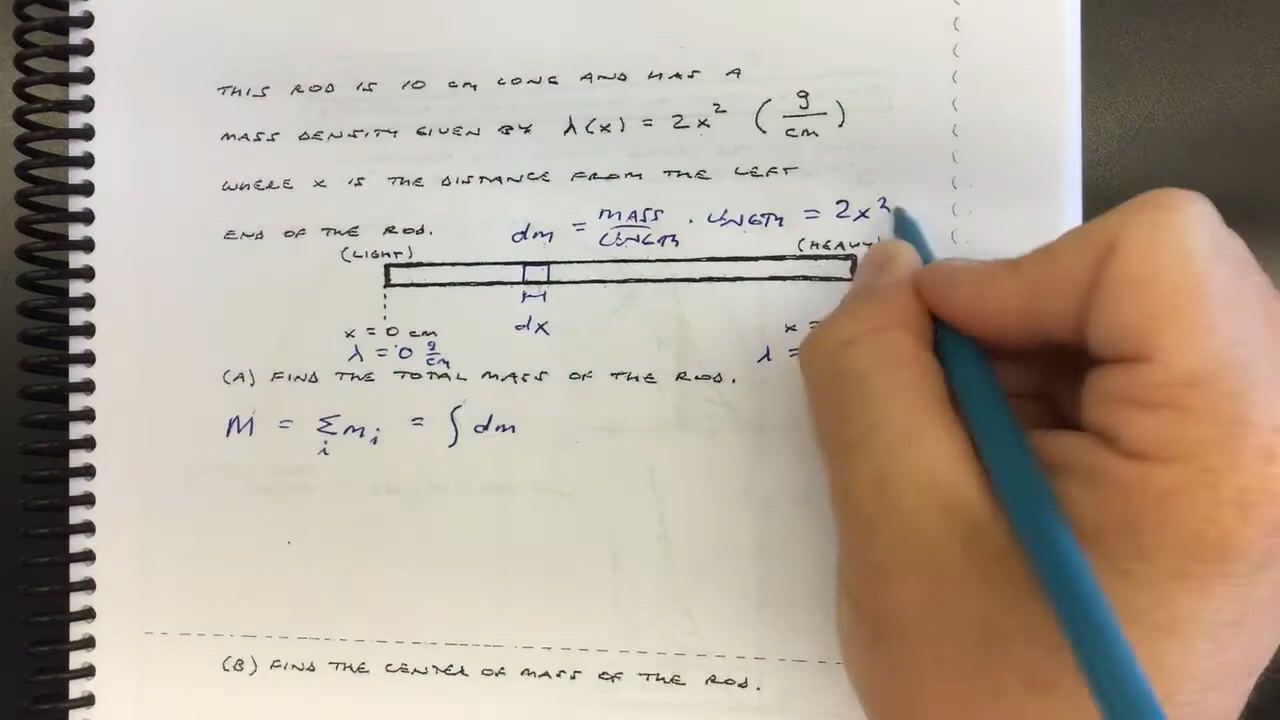 THIS ROD IS 10 cm LONG AND HAS A
MASS DENSITY GIVEN BY λ(x) = 2x² (g/cm)
WHERE x IS THE DISTANCE FROM THE LEFT
END OF THE ROD.
dm = MASS/LENGTH · LENGTH = 2x²
(LIGHT) (HEAVY)
dx
x = 0 cm x =
λ = 0 g/cm λ =
(A) FIND THE TOTAL MASS OF THE ROD.
M = Σ mᵢ = ∫ dm
i
(B) FIND THE CENTER OF MASS OF THE ROD.